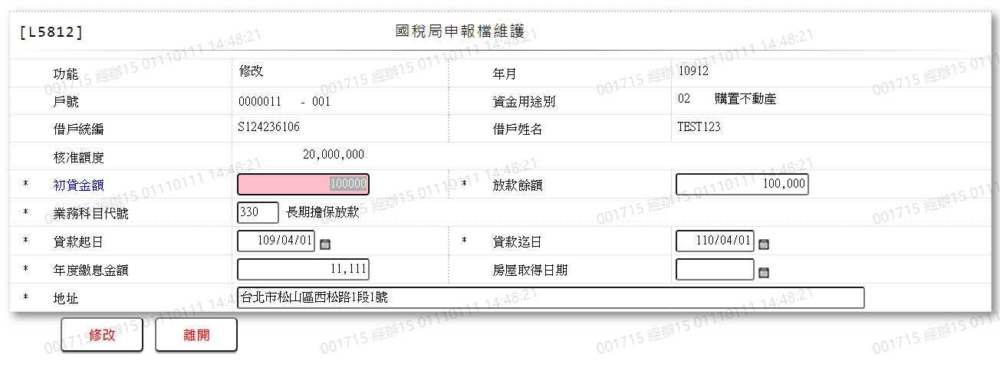 [L5812] 國稅局申報檔維護
功能 修改 年月 10912
戶號 0000011 - 001 資金用途別 02 購置不動產
借戶統編 S124236106 借戶姓名 TEST123
核准額度 20,000,000
* 初貸金額 100000 * 放款餘額 100,000
* 業務科目代號 330 長期擔保放款
* 貸款起日 109/04/01 * 貸款迄日 110/04/01
* 年度繳息金額 11,111 房屋取得日期
* 地址 台北市松山區西松路1段1號
修改 離開
001715 經辦15 01110111 14:48:21